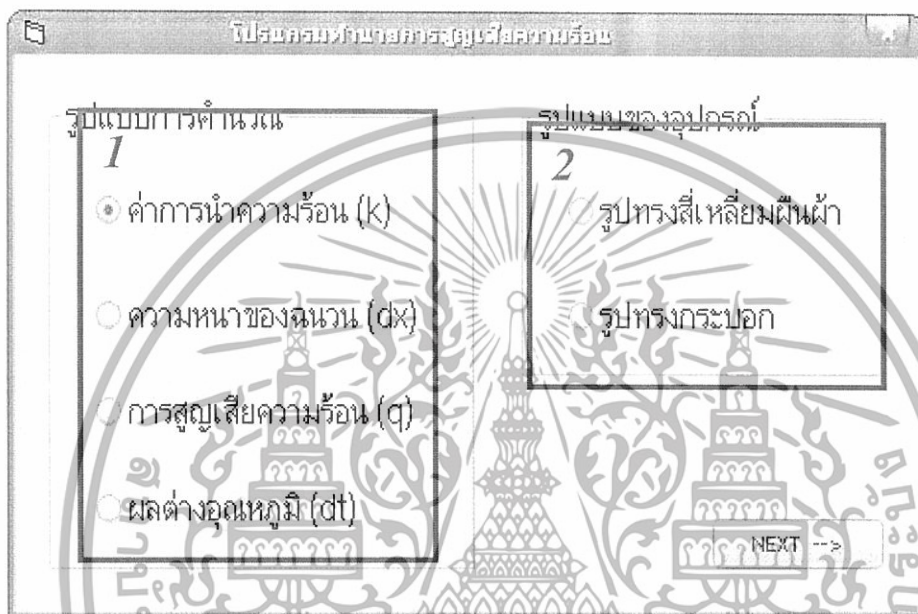 โปรแกรมทำนายการสูญเสียความร้อน
รูปแบบการคำนวณ
1
ค่าการนำความร้อน (k)
ความหนาของฉนวน (dx)
การสูญเสียความร้อน (q)
ผลต่างอุณหภูมิ (dt)
รูปแบบของอุปกรณ์
2
รูปทรงสี่เหลี่ยมผืนผ้า
รูปทรงกระบอก
NEXT -->